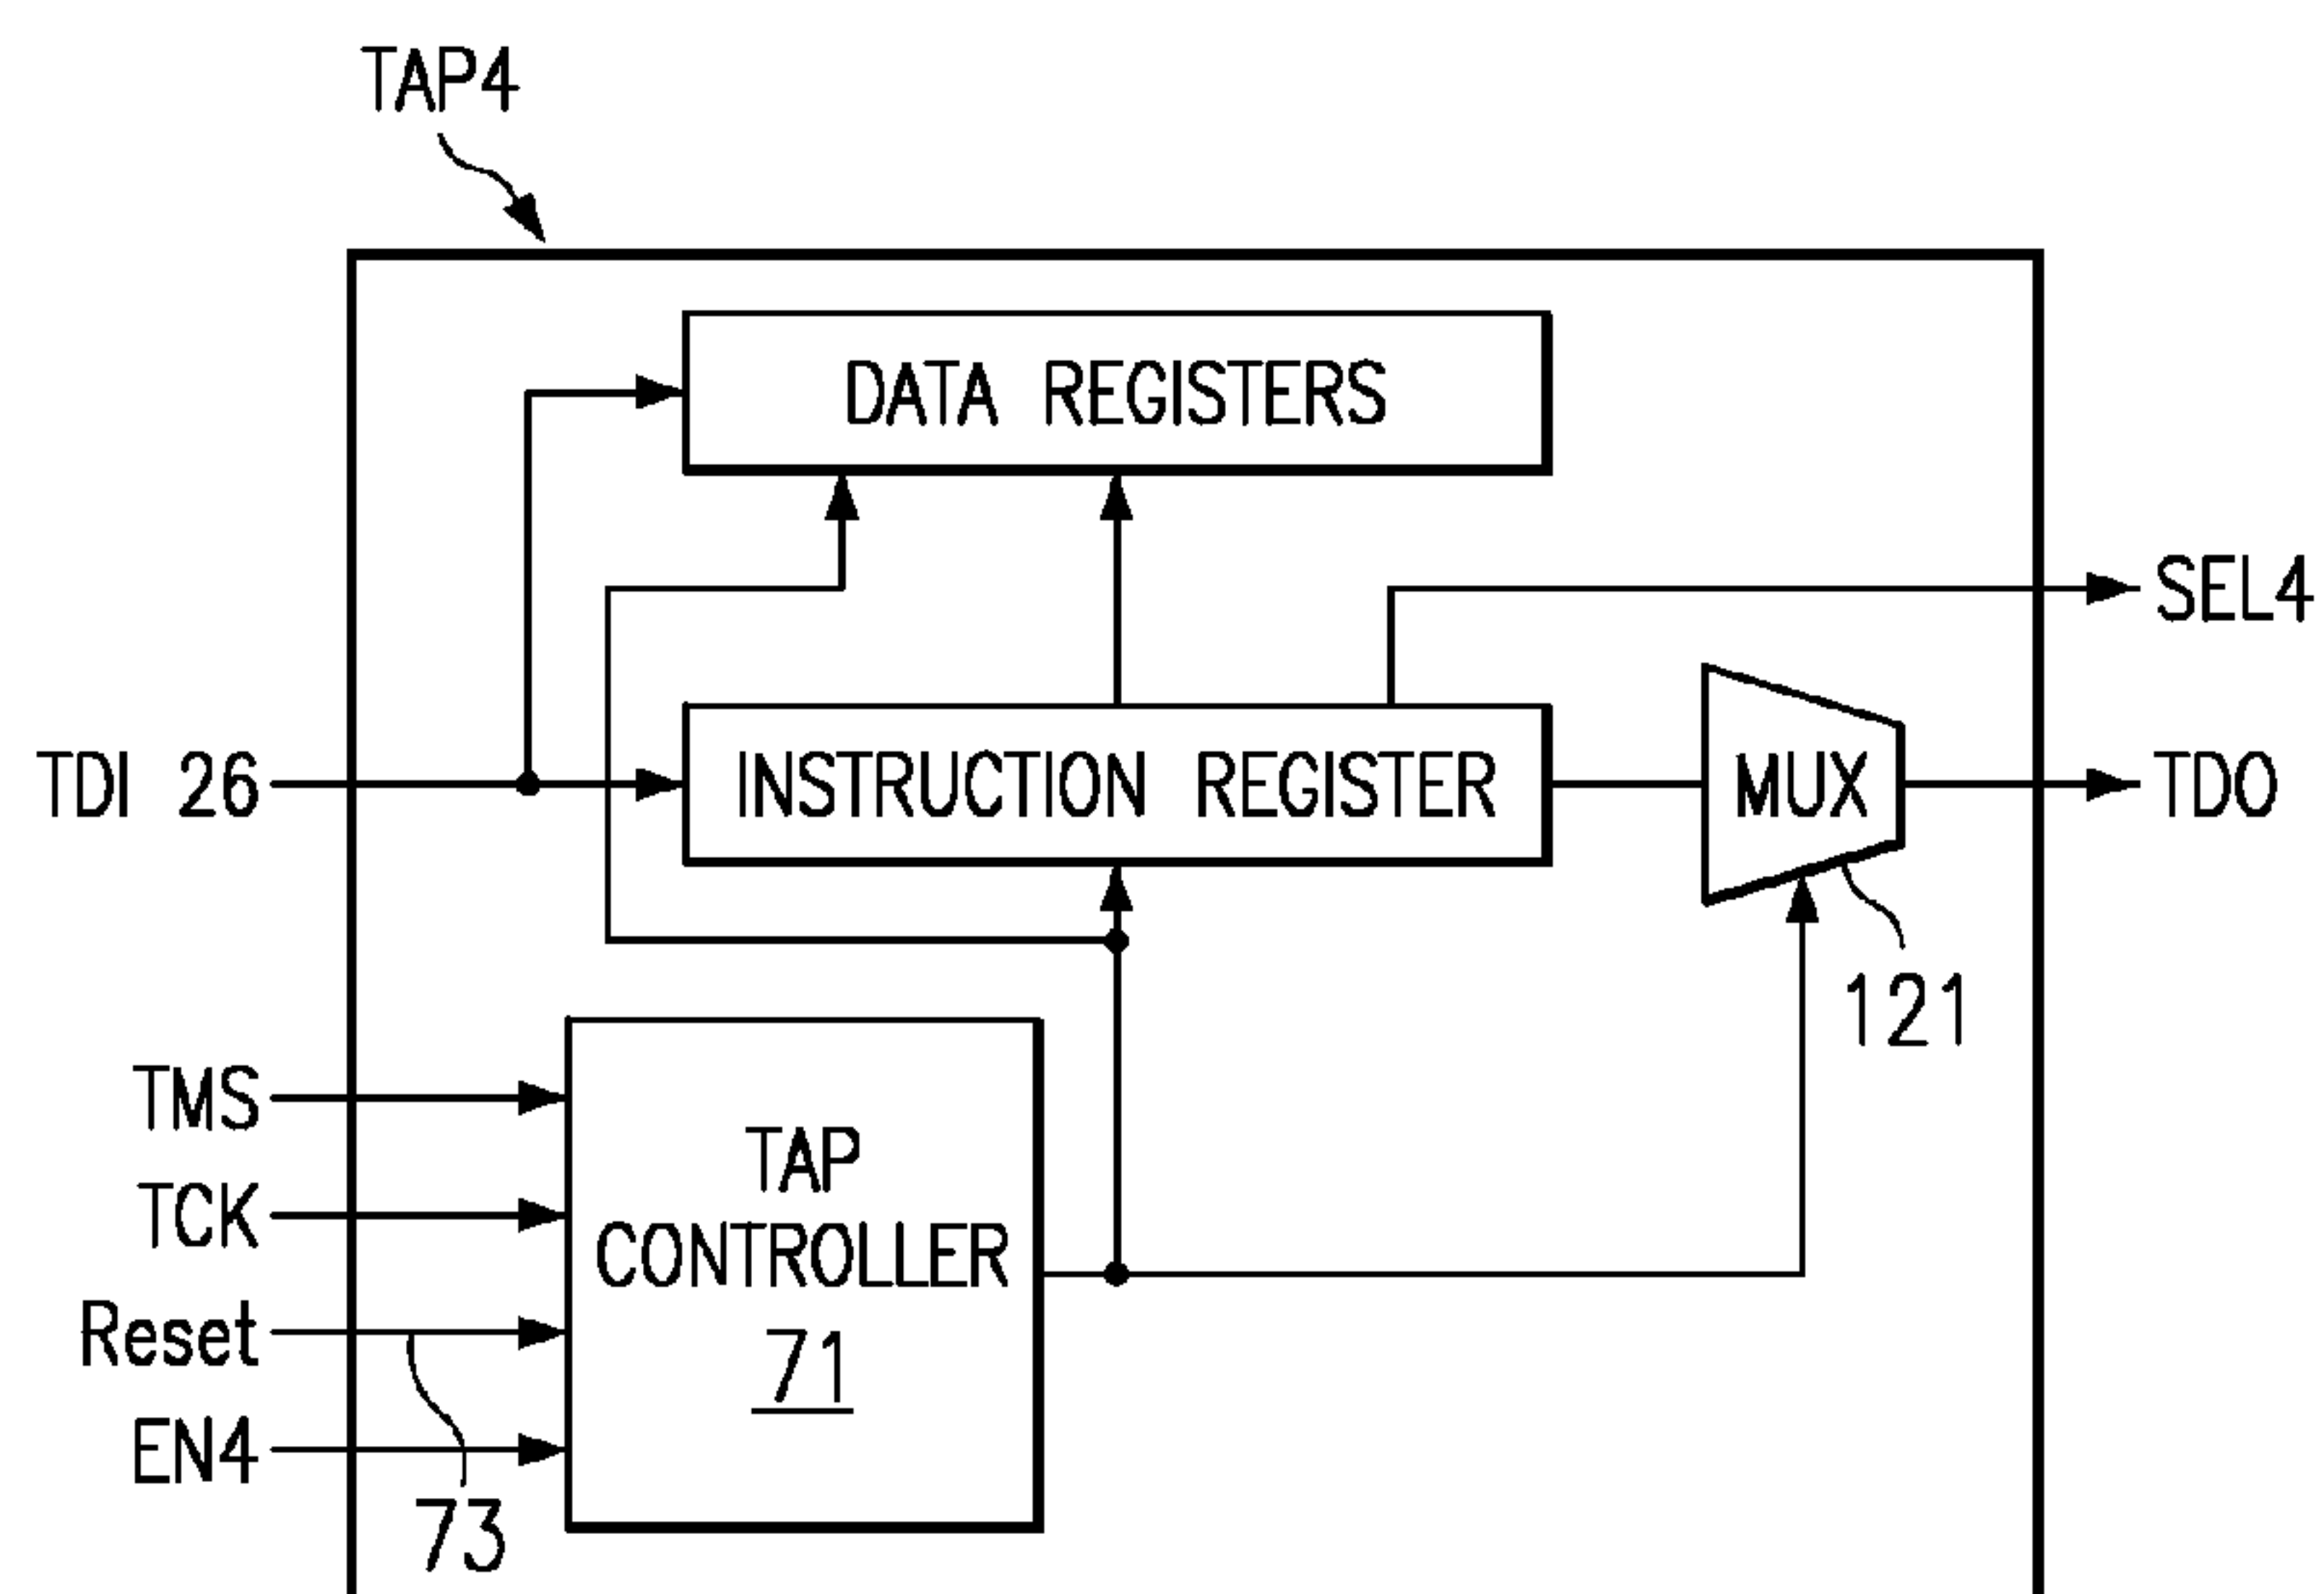 TAP4
DATA REGISTERS
SEL4
TDI 26
INSTRUCTION REGISTER
MUX
TDO
121
TMS
TCK
Reset
EN4
TAP
CONTROLLER
71
73